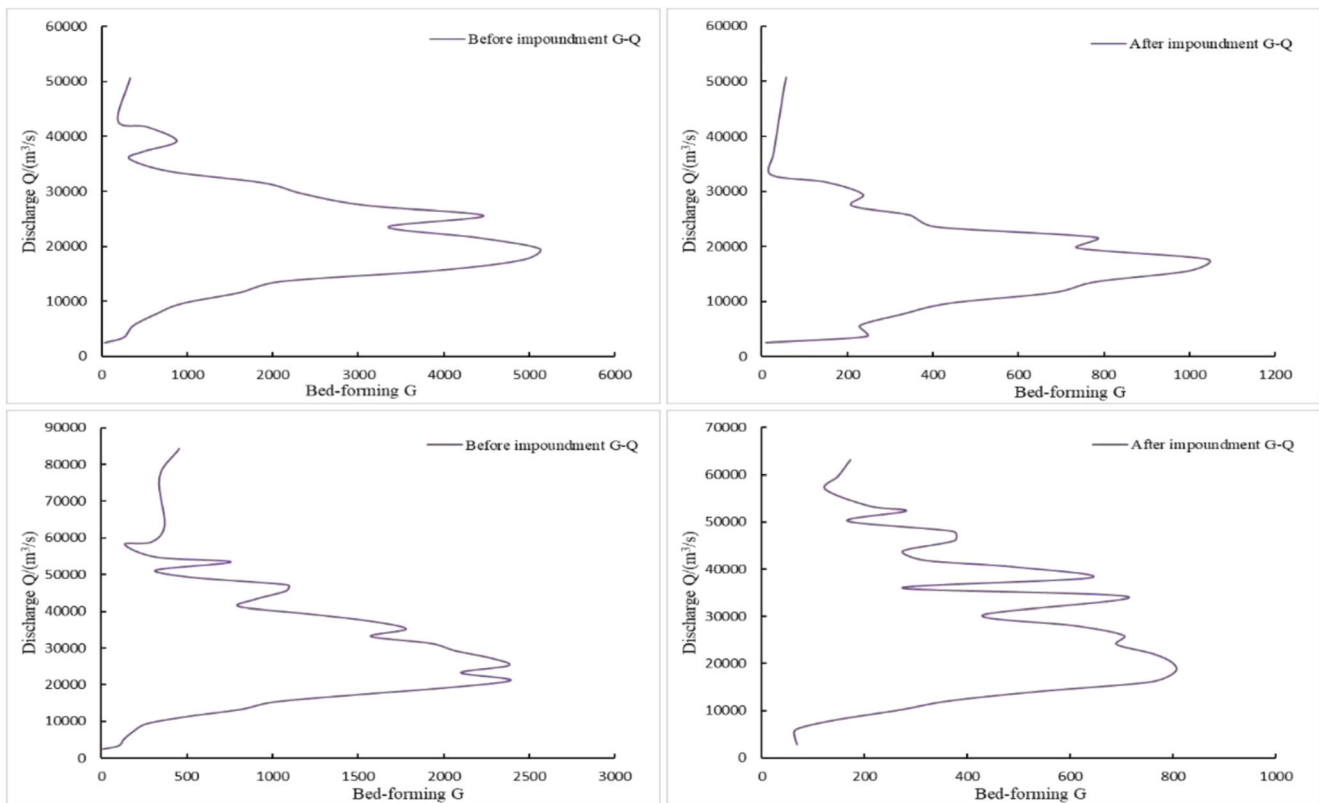 60000
Before impoundment G-Q
50000
40000
30000
20000
10000
0
Discharge Q/(m³/s)
0 1000 2000 3000 4000 5000 6000
Bed-forming G
60000
After impoundment G-Q
50000
40000
30000
20000
10000
0
Discharge Q/(m³/s)
0 200 400 600 800 1000 1200
Bed-forming G
90000
Before impoundment G-Q
80000
70000
60000
50000
40000
30000
20000
10000
0
Discharge Q/(m³/s)
0 500 1000 1500 2000 2500 3000
Bed-forming G
70000
After impoundment G-Q
60000
50000
40000
30000
20000
10000
0
Discharge Q/(m³/s)
0 200 400 600 800 1000
Bed-forming G